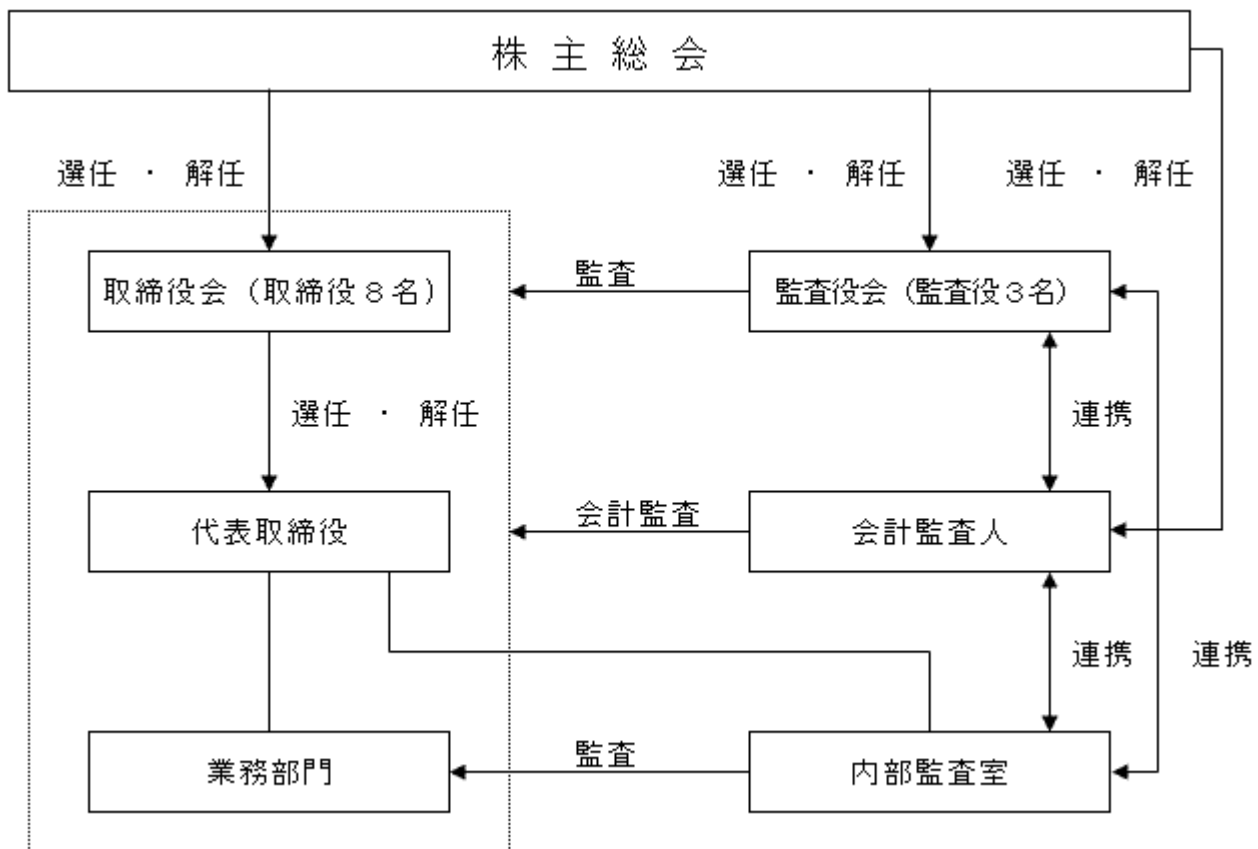 株 主 総 会
選任 ・ 解任
選任 ・ 解任
選任 ・ 解任
取締役会（取締役８名）
監査
監査役会（監査役３名）
選任 ・ 解任
連携
代表取締役
会計監査
会計監査人
連携
連携
業務部門
監査
内部監査室